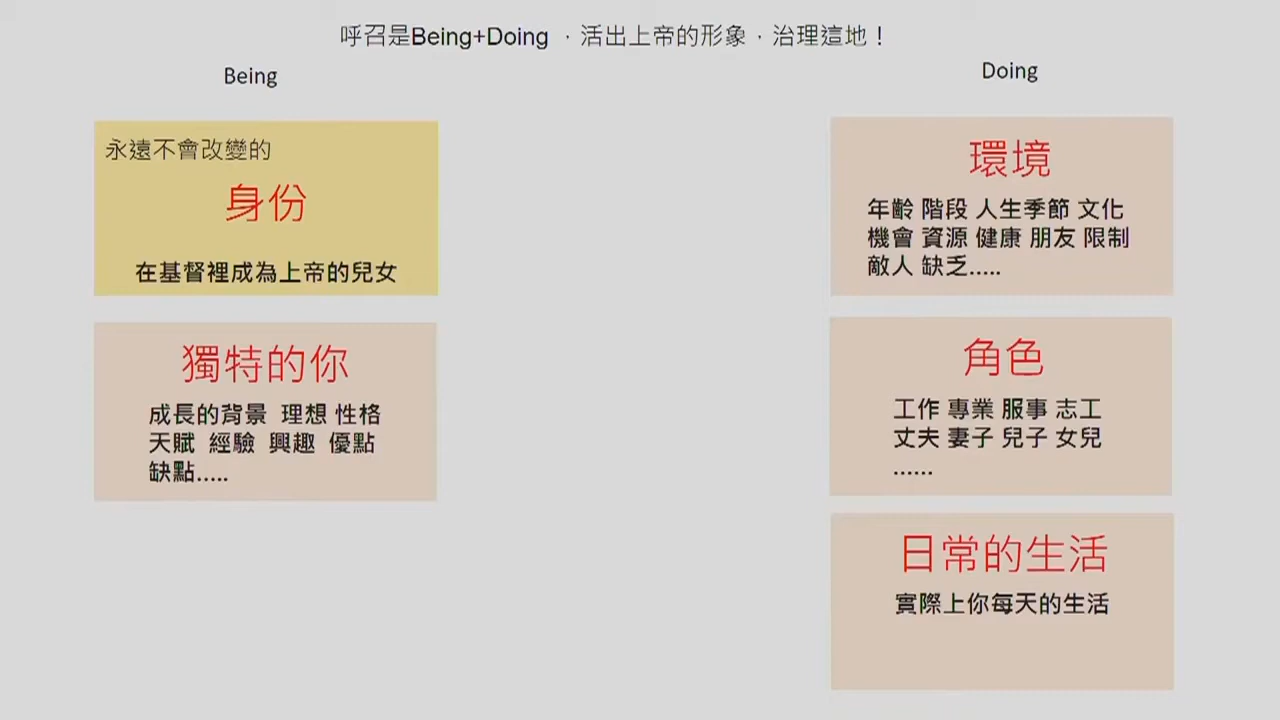 呼召是Being+Doing ，活出上帝的形象，治理這地！
Being
永遠不會改變的
身份
在基督裡成為上帝的兒女
獨特的你
成長的背景 理想 性格
天賦 經驗 興趣 優點
缺點.....
Doing
環境
年齡 階段 人生季節 文化
機會 資源 健康 朋友 限制
敵人 缺乏.....
角色
工作 專業 服事 志工
丈夫 妻子 兒子 女兒
......
日常的生活
實際上你每天的生活